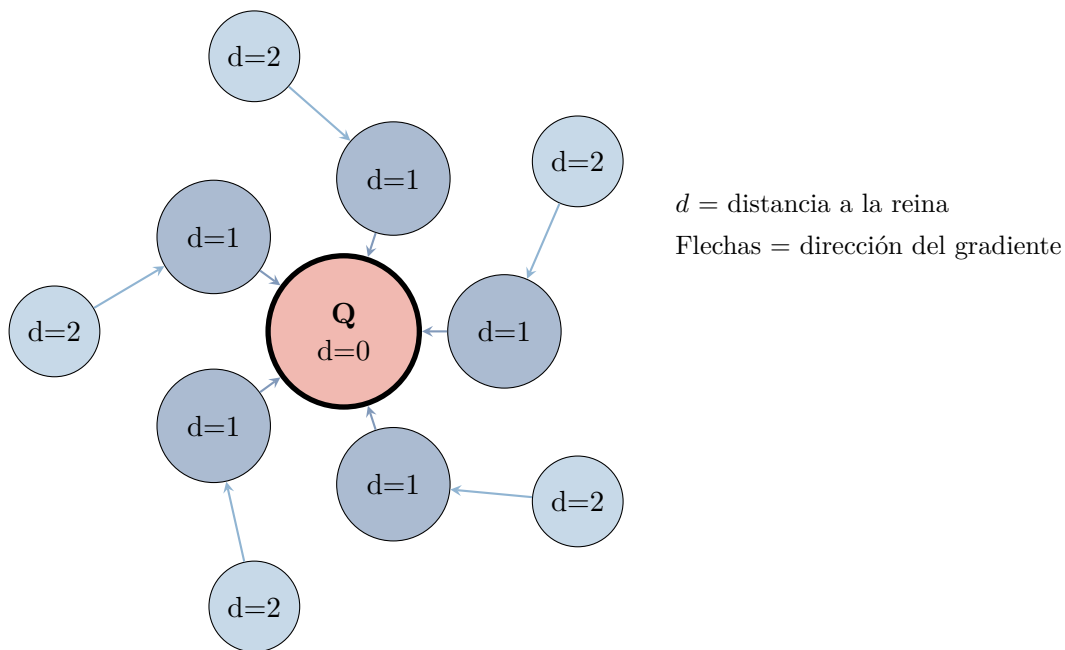 d=2
d=1
d=2
d=1
d=2
d=1
Q
d=0
d=1
d=1
d=2
d=1
d=2
d=2
d = distancia a la reina
Flechas = dirección del gradiente